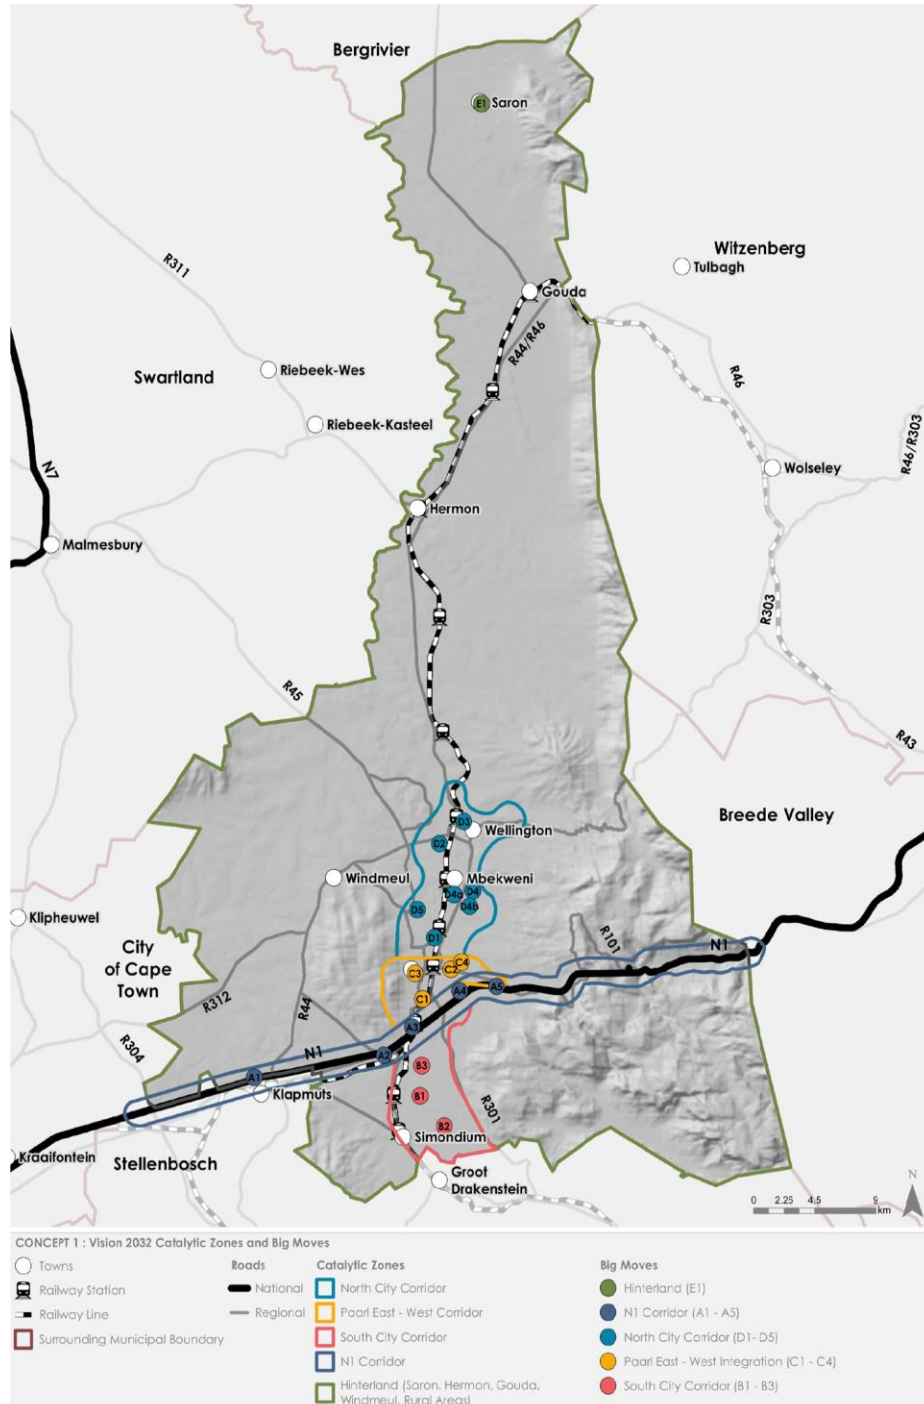 Bergrivier
E1 Saron
Witzenberg
Tulbagh
R311
Gouda
R44/R46
Riebeek-Wes
Swartland
R46
Riebeek-Kasteel
R46/R303
N7
Wolseley
Hermon
Malmesbury
R303
R45
R43
Breede Valley
D3
Wellington
D2
Windmeul
Mbekweni
D4a
D4
D4b
D5
Klipheuwel
D1
City
of Cape
Town
R101
N1
C4
C2
C3
R312
A5
A4
C1
R44
A3
R304
N1
A2
B3
A1
Klapmuts
B1
R301
B2
Simondium
Kraaifontein
Stellenbosch
Groot
Drakenstein
N
0 2.25 4.5 9
km
CONCEPT 1 : Vision 2032 Catalytic Zones and Big Moves
Towns
Railway Station
Railway Line
Surrounding Municipal Boundary
Roads
National
Regional
Catalytic Zones
North City Corridor
Paarl East - West Corridor
South City Corridor
N1 Corridor
Hinterland (Saron, Hermon, Gouda,
Windmeul, Rural Areas)
Big Moves
Hinterland (E1)
N1 Corridor (A1 - A5)
North City Corridor (D1- D5)
Paarl East - West Integration (C1 - C4)
South City Corridor (B1 - B3)